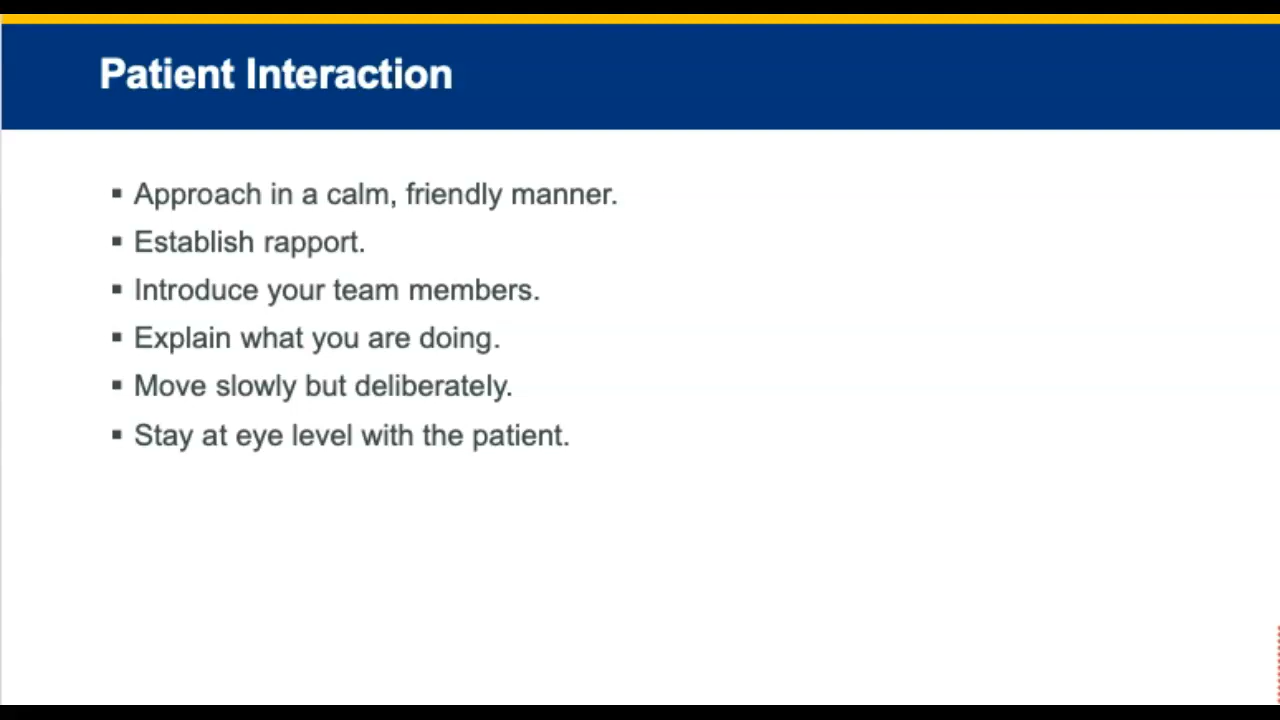 Patient Interaction
▪ Approach in a calm, friendly manner.
▪ Establish rapport.
▪ Introduce your team members.
▪ Explain what you are doing.
▪ Move slowly but deliberately.
▪ Stay at eye level with the patient.